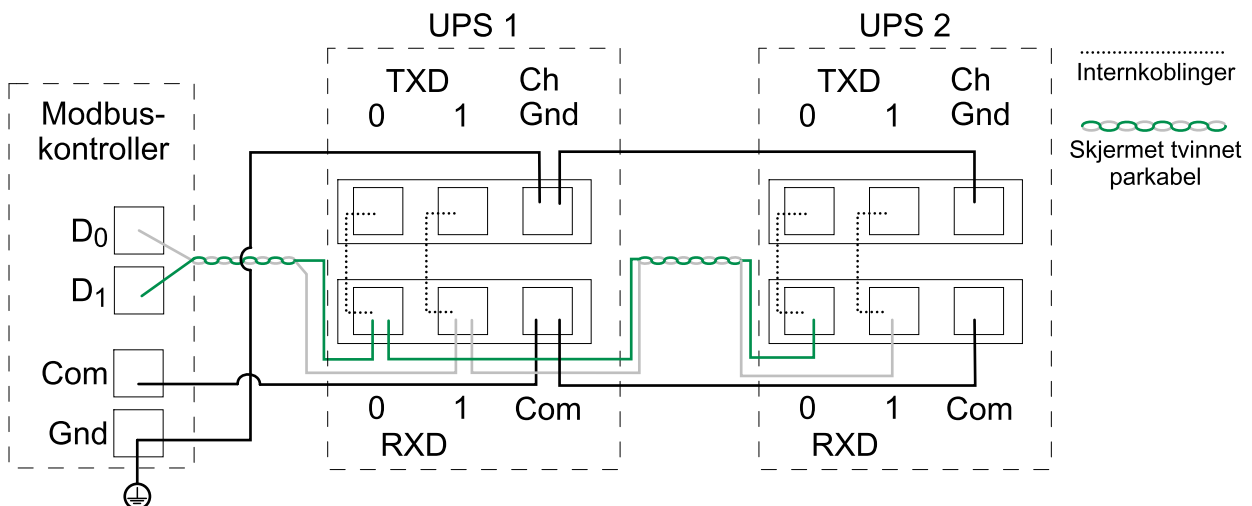 UPS 1
UPS 2
Modbus-
kontroller
D0
D1
Com
Gnd
TXD
0 1
Ch
Gnd
0 1 Com
RXD
TXD
0 1
Ch
Gnd
0 1 Com
RXD
Internkoblinger
Skjermet tvinnet
parkabel